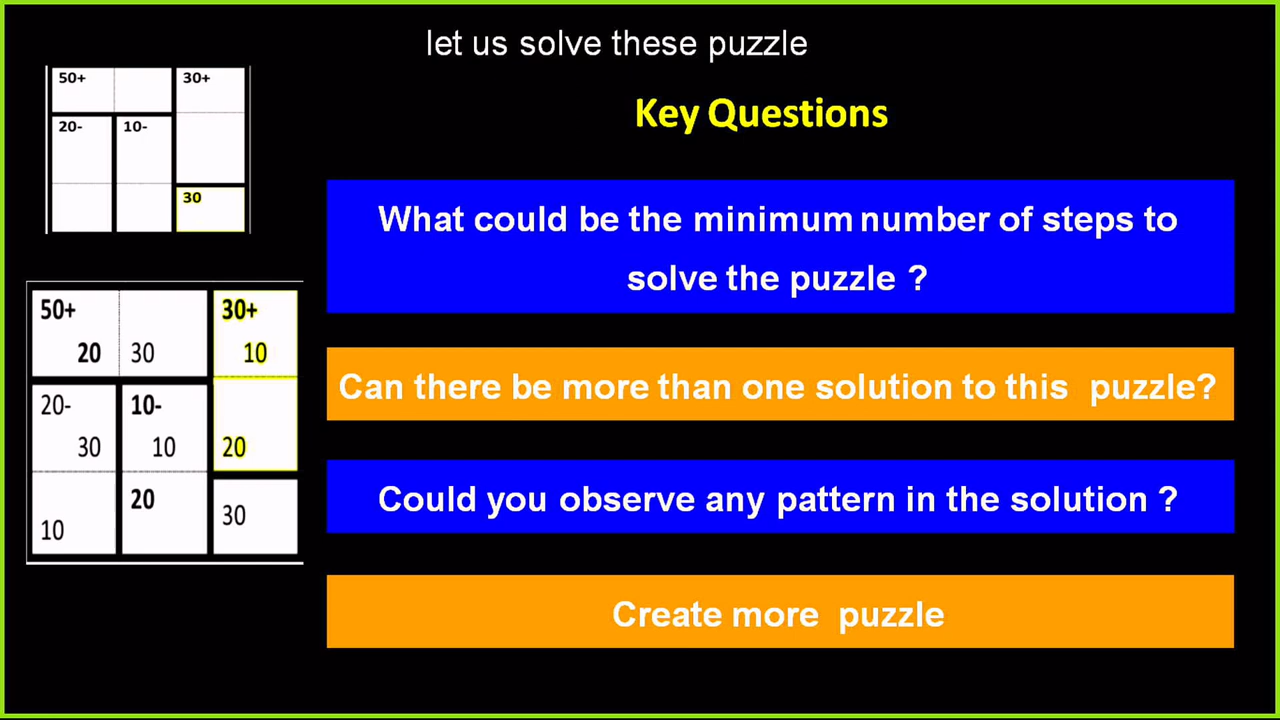 let us solve these puzzle
50+ 30+
20- 10-
30
Key Questions
What could be the minimum number of steps to
solve the puzzle ?
50+ 30+
20 30 10
20- 10-
30 10 20
20
10 30
Can there be more than one solution to this puzzle?
Could you observe any pattern in the solution ?
Create more puzzle